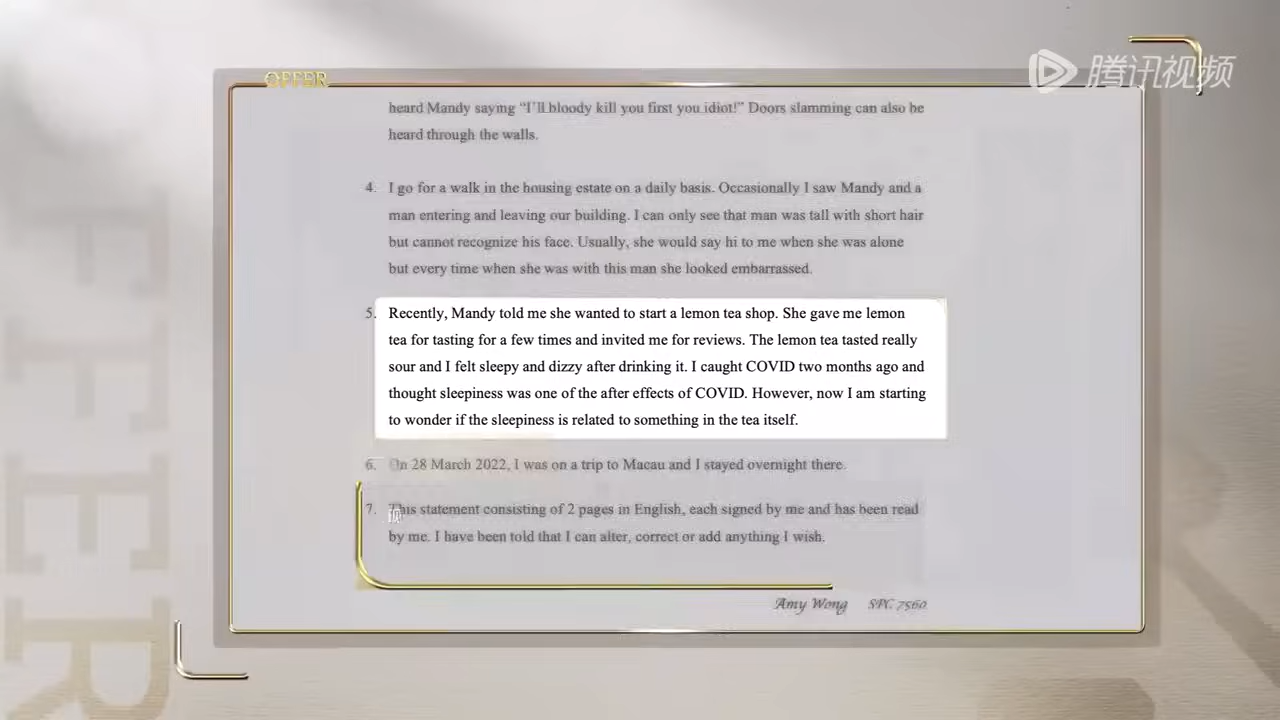 腾讯视频
OFFER
heard Mandy saying “I’ll bloody kill you first you idiot!” Doors slamming can also be
heard through the walls.
4. I go for a walk in the housing estate on a daily basis. Occasionally I saw Mandy and a
man entering and leaving our building. I can only see that man was tall with short hair
but cannot recognize his face. Usually, she would say hi to me when she was alone
but every time when she was with this man she looked embarrassed.
5. Recently, Mandy told me she wanted to start a lemon tea shop. She gave me lemon
tea for tasting for a few times and invited me for reviews. The lemon tea tasted really
sour and I felt sleepy and dizzy after drinking it. I caught COVID two months ago and
thought sleepiness was one of the after effects of COVID. However, now I am starting
to wonder if the sleepiness is related to something in the tea itself.
6. On 28 March 2022, I was on a trip to Macau and I stayed overnight there.
7. This statement consisting of 2 pages in English, each signed by me and has been read
by me. I have been told that I can alter, correct or add anything I wish.
Amy Wong SPC 7560
OFFER